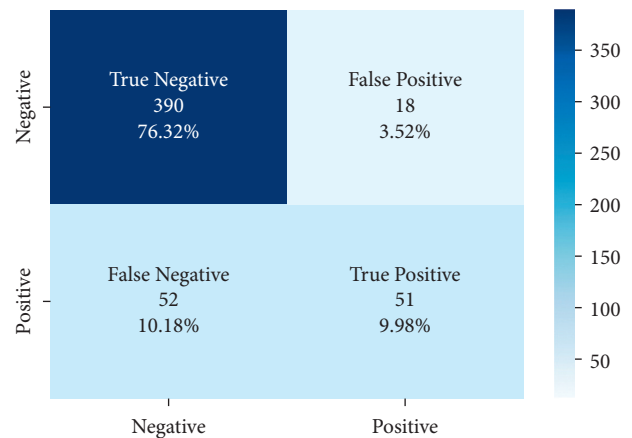 Negative
True Negative
390
76.32%
False Positive
18
3.52%
Positive
False Negative
52
10.18%
True Positive
51
9.98%
Negative
Positive
350
300
250
200
150
100
50